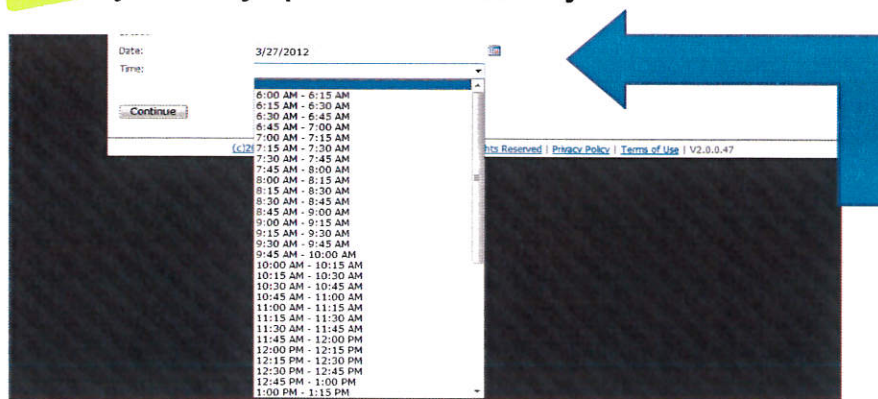 Date: 3/27/2012
Time:
6:00 AM - 6:15 AM
6:15 AM - 6:30 AM
6:30 AM - 6:45 AM
6:45 AM - 7:00 AM
Continue
7:00 AM - 7:15 AM
(c)20 7:15 AM - 7:30 AM hts Reserved | Privacy Policy | Terms of Use | V2.0.0.47
7:30 AM - 7:45 AM
7:45 AM - 8:00 AM
8:00 AM - 8:15 AM
8:15 AM - 8:30 AM
8:30 AM - 8:45 AM
8:45 AM - 9:00 AM
9:00 AM - 9:15 AM
9:15 AM - 9:30 AM
9:30 AM - 9:45 AM
9:45 AM - 10:00 AM
10:00 AM - 10:15 AM
10:15 AM - 10:30 AM
10:30 AM - 10:45 AM
10:45 AM - 11:00 AM
11:00 AM - 11:15 AM
11:15 AM - 11:30 AM
11:30 AM - 11:45 AM
11:45 AM - 12:00 PM
12:00 PM - 12:15 PM
12:15 PM - 12:30 PM
12:30 PM - 12:45 PM
12:45 PM - 1:00 PM
1:00 PM - 1:15 PM